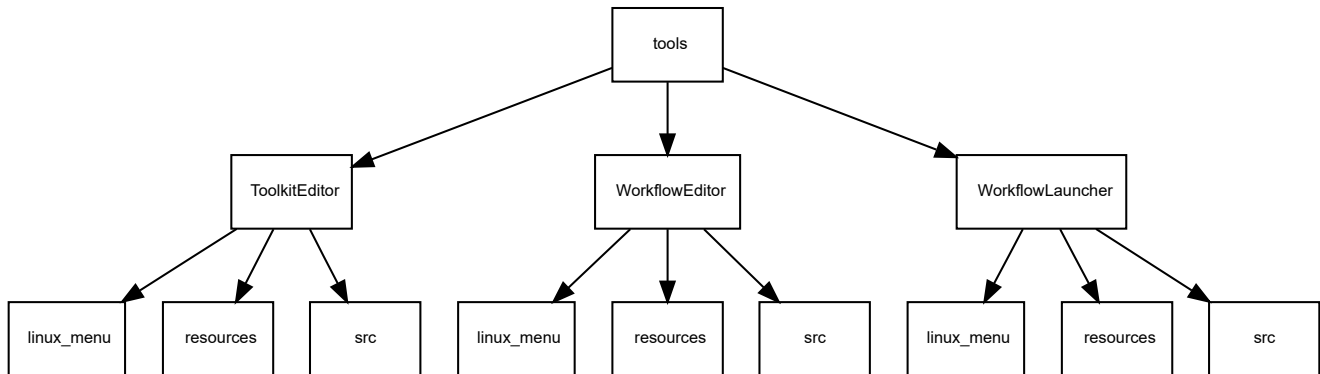 tools
ToolkitEditor
WorkflowEditor
WorkflowLauncher
linux_menu
resources
src
linux_menu
resources
src
linux_menu
resources
src